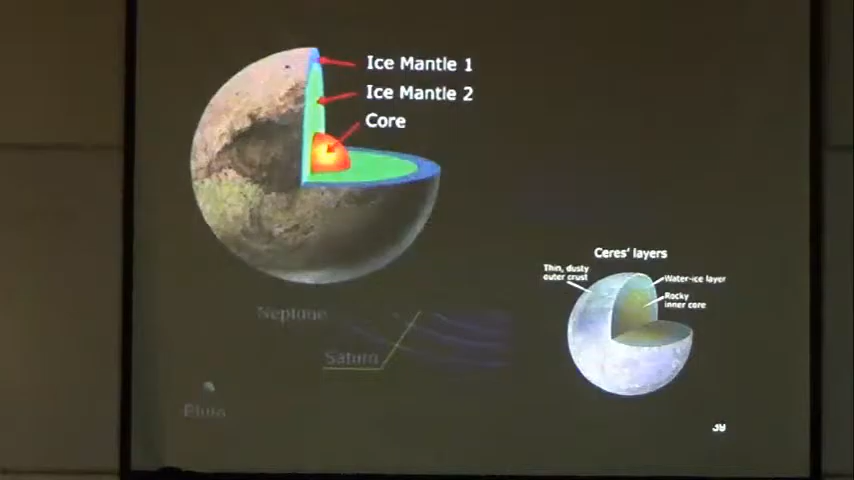 Ice Mantle 1
Ice Mantle 2
Core
Ceres' layers
Thin, dusty
outer crust
Water-ice layer
Rocky
inner core
Neptune
Saturn
Pluto
39